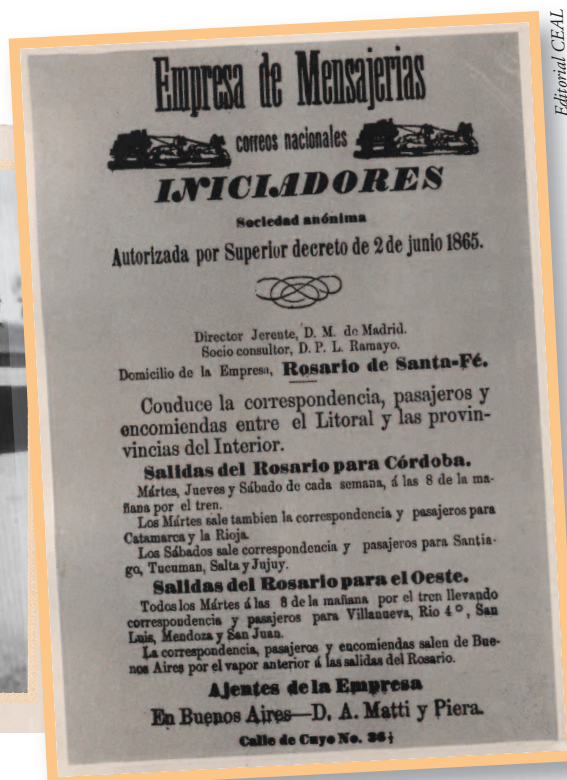 Editorial CEAL
Empresa de Mensajerias
correos nacionales
INICIADORES
Sociedad anónima
Autorizada por Superior decreto de 2 de junio 1865.
Director Jerente, D. M. de Madrid.
Socio consultor, D. P. L. Ramayo.
Domicilio de la Empresa, Rosario de Santa-Fé.
Conduce la correspondencia, pasajeros y
encomiendas entre el Litoral y las provin-
vincias del Interior.
Salidas del Rosario para Córdoba.
Mártes, Jueves y Sábado de cada semana, á las 8 de la ma-
ñana por el tren.
Los Mártes sale tambien la correspondencia y pasajeros para
Catamarca y la Rioja.
Los Sábados sale correspondencia y pasajeros para Santia-
go, Tucuman, Salta y Jujuy.
Salidas del Rosario para el Oeste.
Todos los Mártes á las 8 de la mañana por el tren llevando
correspondencia y pasajeros para Villanueva, Rio 4º, San
Luis, Mendoza y San Juan.
La correspondencia, pasajeros y encomiendas salen de Bue-
nos Aires por el vapor anterior á las salidas del Rosario.
Ajentes de la Empresa
En Buenos Aires—D. A. Matti y Piera.
Calle de Cuyo No. 36½